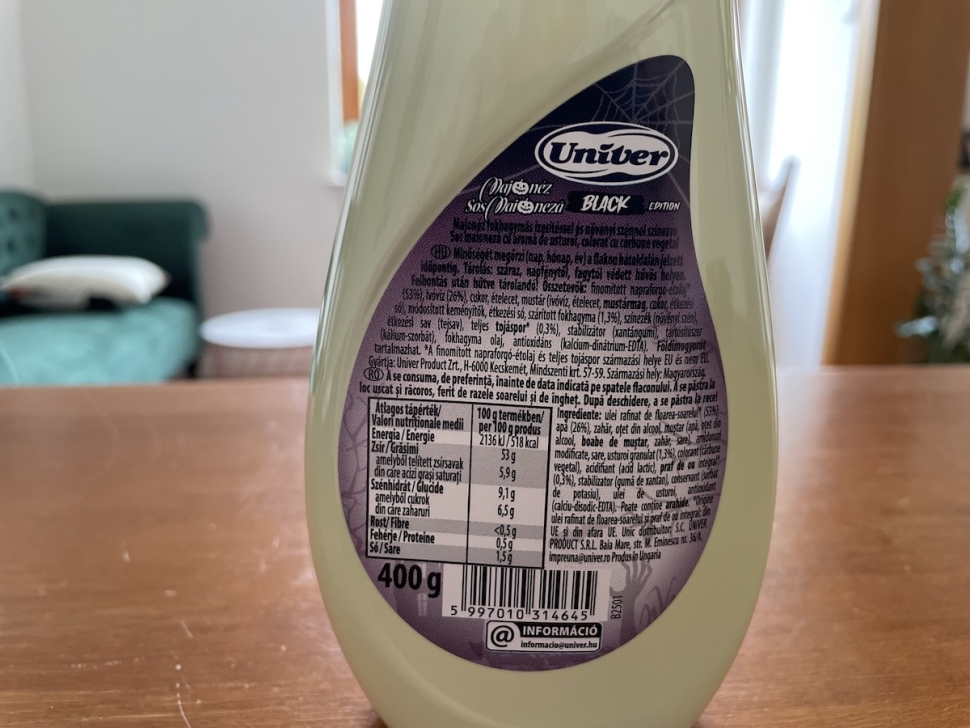 Univer
Majonéz
Sos Maioneză BLACK EDITION
Majonéz fokhagymás ízesítéssel és növényi szénnel színezve
Sos maioneză cu aromă de usturoi, colorat cu carbune vegetal
HU Minőségét megőrzi (nap, hónap, év) a flakon hátoldalán jelzett
időpontig. Tárolás: száraz, napfénytől, fagytól védett hűvös helyen.
Felbontás után hűtve tárolandó! Összetevők: finomított napraforgó-étolaj*
(53%), ivóvíz (26%), cukor, ételecet, mustár (ivóvíz, ételecet, mustármag, cukor, étkezési
só), módosított keményítők, étkezési só, szárított fokhagyma (1,3%), színezék (növényi szén),
étkezési sav (tejsav), teljes tojáspor* (0,3%), stabilizátor (xantángumi), tartósítószer
(kálium-szorbát), fokhagyma olaj, antioxidáns (kalcium-dinátrium-EDTA). Földimogyorót
tartalmazhat. *A finomított napraforgó-étolaj és teljes tojáspor származási helye EU és nem EU.
Gyártja: Univer Product Zrt., H-6000 Kecskemét, Mindszenti krt. 57-59. Származási hely: Magyarország.
RO A se consuma, de preferință, înainte de data indicată pe spatele flaconului. A se păstra la
loc uscat și răcoros, ferit de razele soarelui și de îngheț. După deschidere, a se păstra la rece!
Átlagos tápérték/ 100 g termékben/
Valori nutriționale medii per 100 g produs
Energia / Energie 2136 kJ / 518 kcal
Zsír / Grăsimi 53 g
amelyből telített zsírsavak
din care acizi grași saturați 5,9 g
Szénhidrát / Glucide 9,1 g
amelyből cukrok
din care zaharuri 6,5 g
Rost / Fibre <0,5 g
Fehérje / Proteine 0,5 g
Só / Sare 1,5 g
Ingrediente: ulei rafinat de floarea-soarelui* (53%),
apă (26%), zahăr, oțet din alcool, muștar (apă, oțet din
alcool, boabe de muștar, zahăr, sare), amidonuri
modificate, sare, usturoi granulat (1,3%), colorant (cărbune
vegetal), acidifiant (acid lactic), praf de ou integral*
(0,3%), stabilizator (gumă de xantan), conservant (sorbat
de potasiu), ulei de usturoi, antioxidant
(calciu-disodic-EDTA). Poate conține arahide. *Origine
ulei rafinat de floarea-soarelui și praf de ou integral: din
UE și din afara UE. Unic distribuitor: S.C. UNIVER
PRODUCT S.R.L. Baia Mare, str. M. Eminescu nr. 36/A,
impreuna@univer.ro Produs în Ungaria
400 g
5 997010 314645
B2501
@ INFORMÁCIÓ
informacio@univer.hu